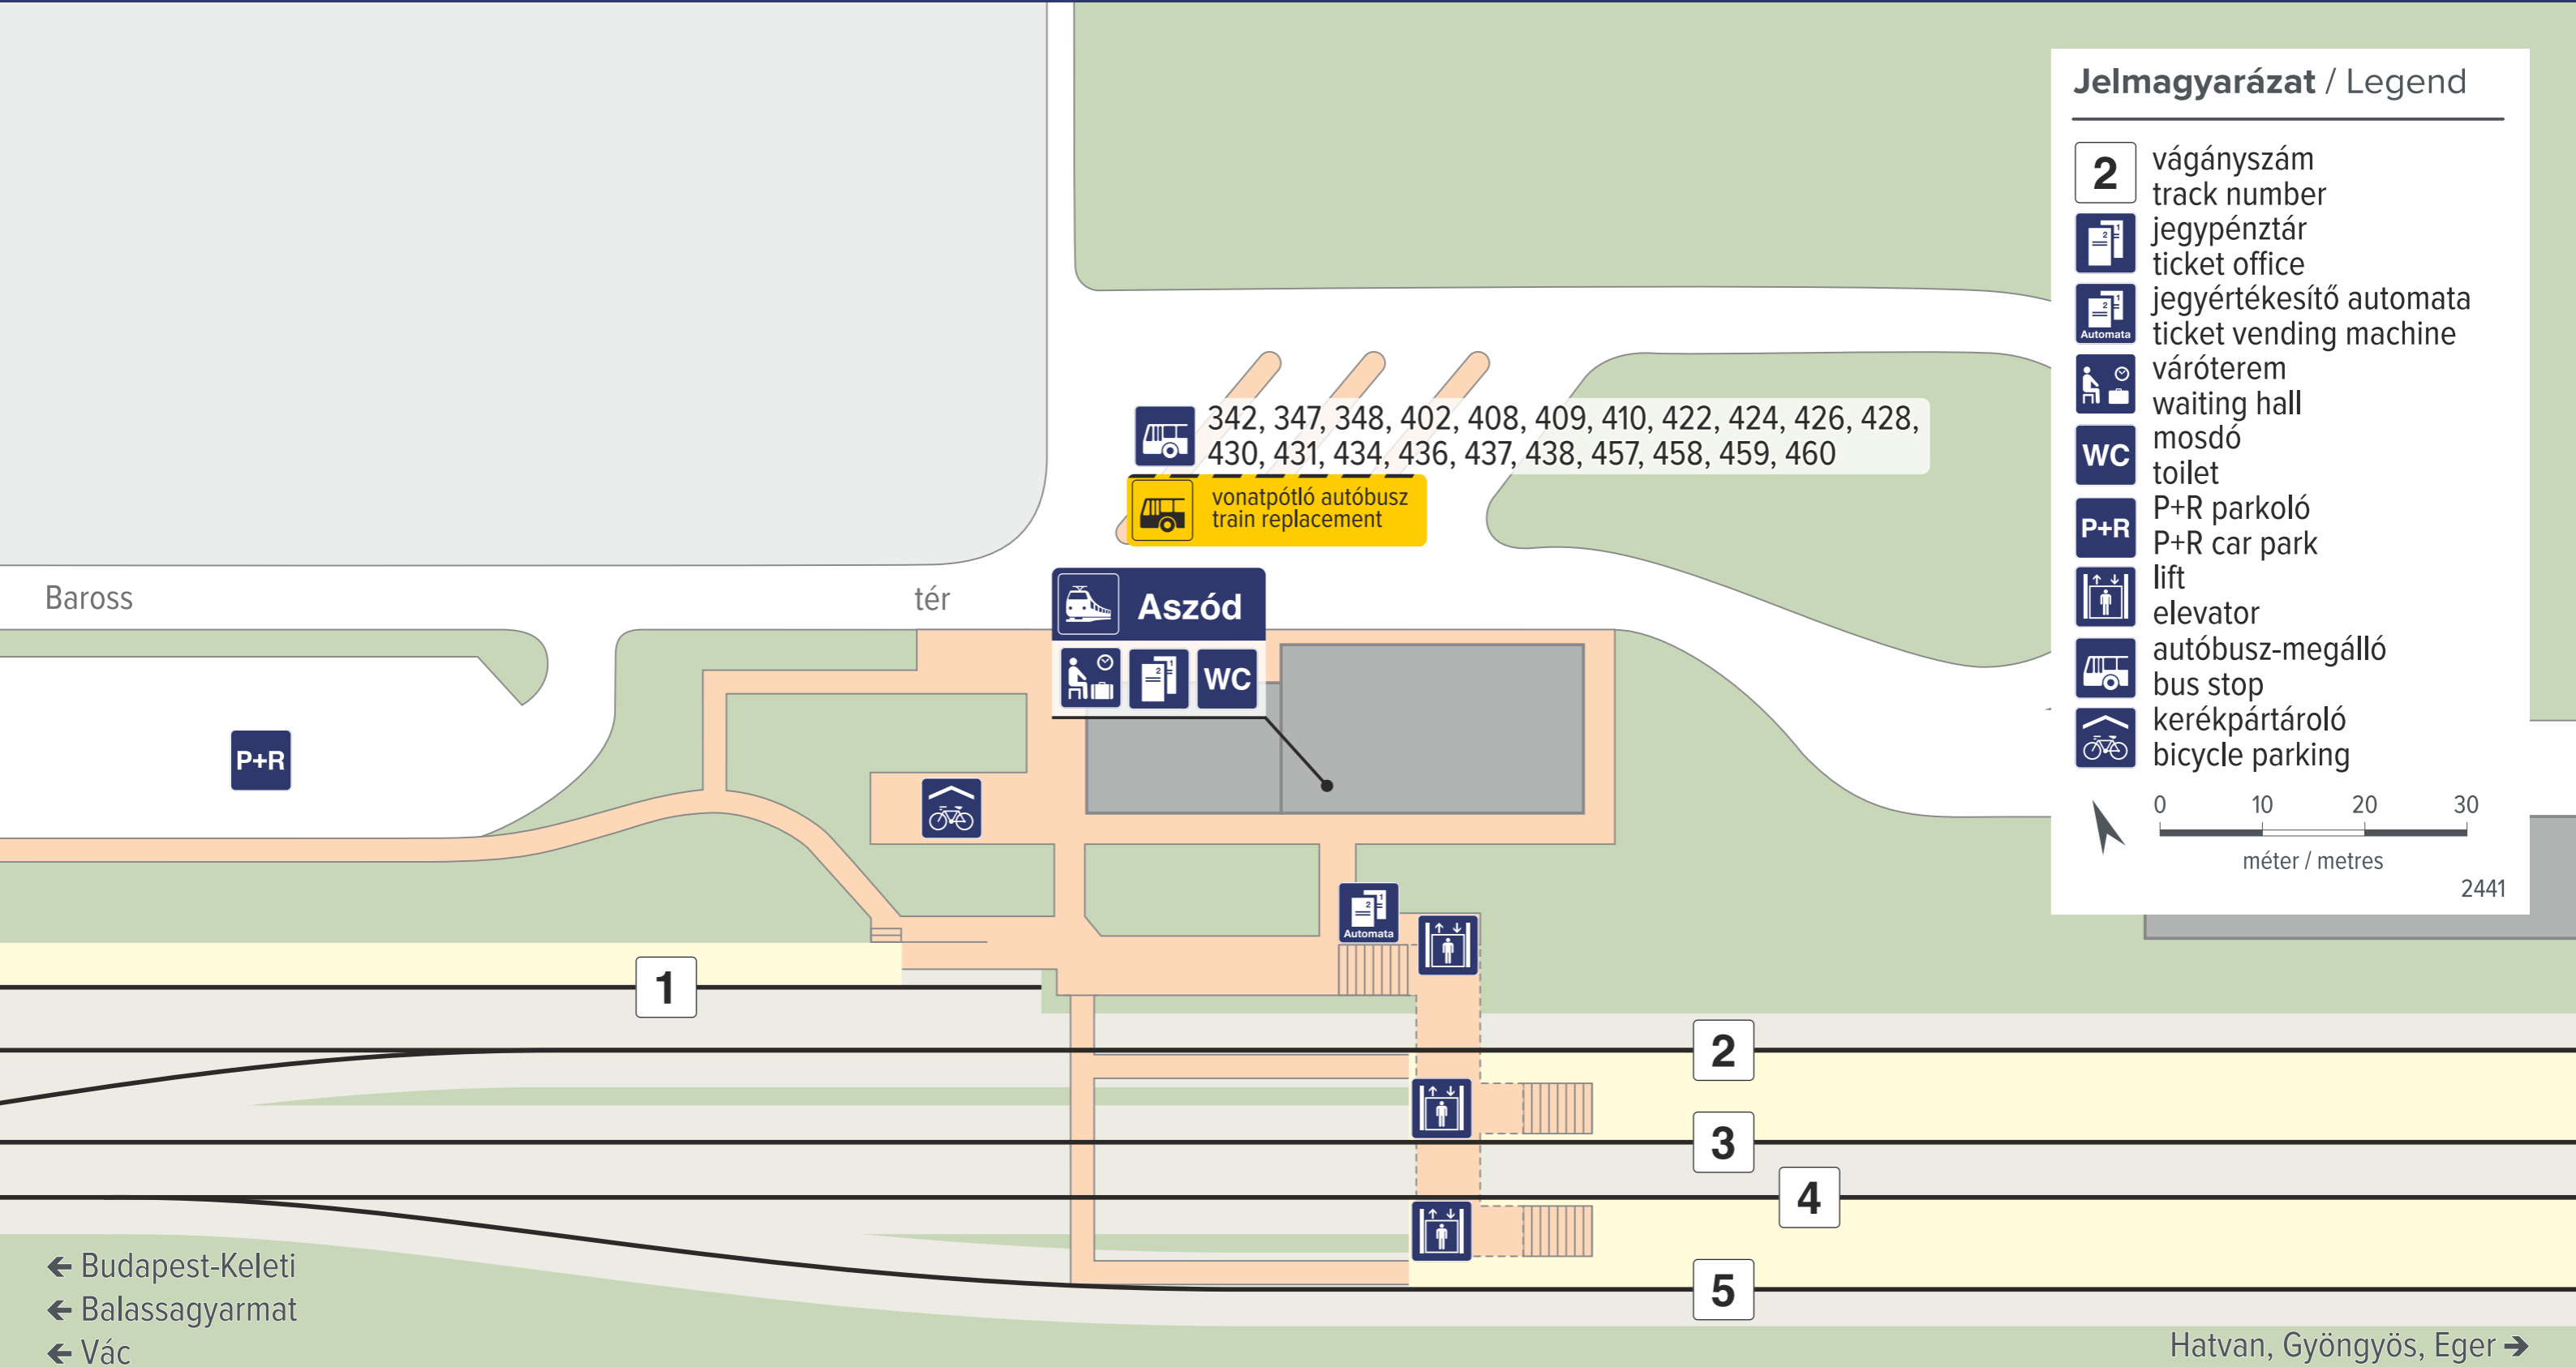 Jelmagyarázat / Legend
2
vágányszám
track number
jegypénztár
ticket office
Automata
jegyértékesítő automata
ticket vending machine
váróterem
waiting hall
WC
mosdó
toilet
P+R
P+R parkoló
P+R car park
lift
elevator
autóbusz-megálló
bus stop
kerékpártároló
bicycle parking
0 10 20 30
méter / metres
2441
342, 347, 348, 402, 408, 409, 410, 422, 424, 426, 428,
430, 431, 434, 436, 437, 438, 457, 458, 459, 460
vonatpótló autóbusz
train replacement
Baross tér
Aszód
WC
P+R
Automata
1
2
3
4
5
← Budapest-Keleti
← Balassagyarmat
← Vác
Hatvan, Gyöngyös, Eger →